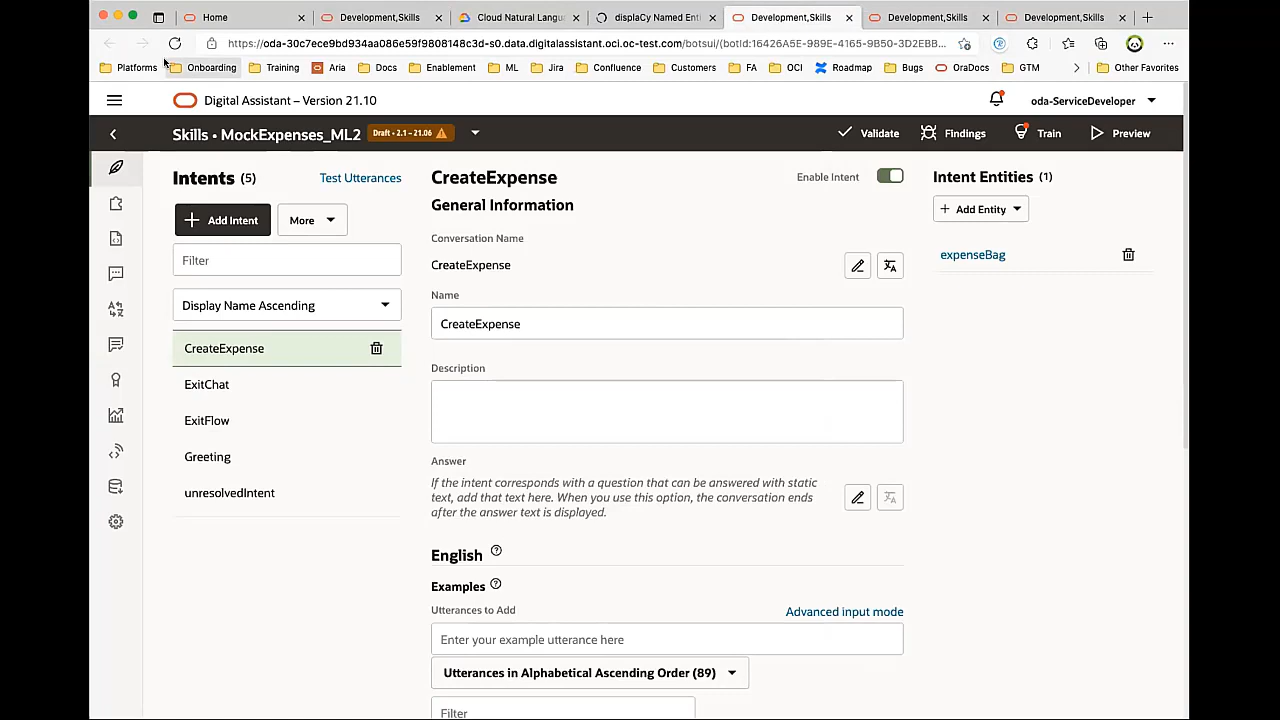 Home
Development,Skills
Cloud Natural Langu
displaCy Named Enti
Development,Skills
Development,Skills
Development,Skills
https://oda-30c7ece9bd934aa086e59f9808148c3d-s0.data.digitalassistant.oci.oc-test.com/botsui/(botId:16426A5E-989E-4165-9B50-3D2EBB...
Platforms
Onboarding
Training
Aria
Docs
Enablement
ML
Jira
Confluence
Customers
FA
OCI
Roadmap
Bugs
OraDocs
GTM
Other Favorites
Digital Assistant – Version 21.10
oda-ServiceDeveloper
Skills • MockExpenses_ML2
Draft • 2.1 – 21.06
Validate
Findings
Train
Preview
Intents (5)
Test Utterances
Add Intent
More
Filter
Display Name Ascending
CreateExpense
ExitChat
ExitFlow
Greeting
unresolvedIntent
CreateExpense
Enable Intent
General Information
Conversation Name
CreateExpense
Name
CreateExpense
Description
Answer
If the intent corresponds with a question that can be answered with static
text, add that text here. When you use this option, the conversation ends
after the answer text is displayed.
English
Examples
Utterances to Add
Advanced input mode
Enter your example utterance here
Utterances in Alphabetical Ascending Order (89)
Filter
Intent Entities (1)
+ Add Entity
expenseBag